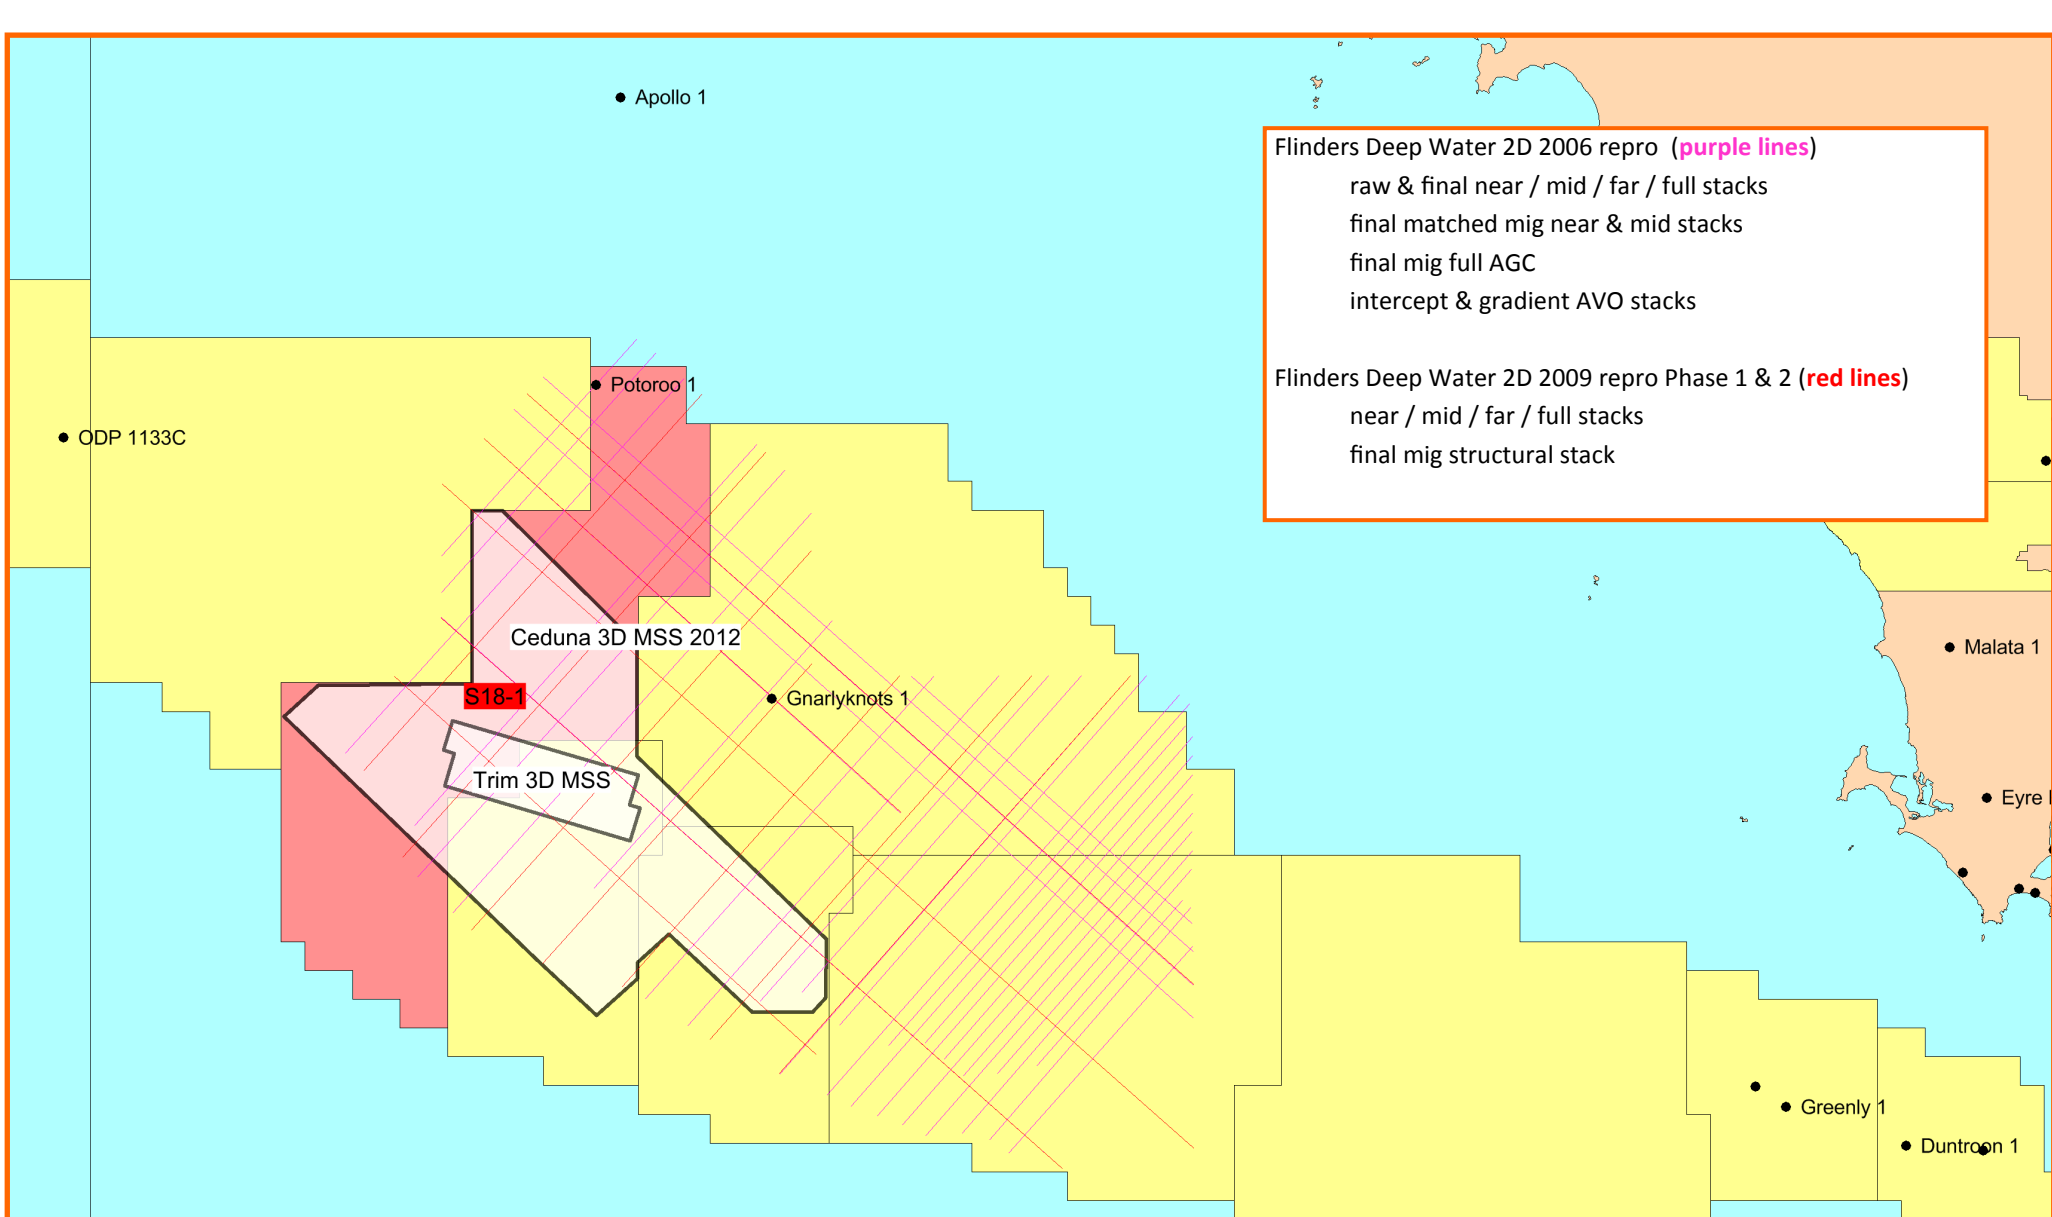 Apollo 1
Flinders Deep Water 2D 2006 repro (purple lines)
raw & final near / mid / far / full stacks
final matched mig near & mid stacks
final mig full AGC
intercept & gradient AVO stacks
Flinders Deep Water 2D 2009 repro Phase 1 & 2 (red lines)
near / mid / far / full stacks
final mig structural stack
Potoroo 1
ODP 1133C
Ceduna 3D MSS 2012
Malata 1
S18-1
Gnarlyknots 1
Trim 3D MSS
Eyre
Greenly 1
Duntroon 1